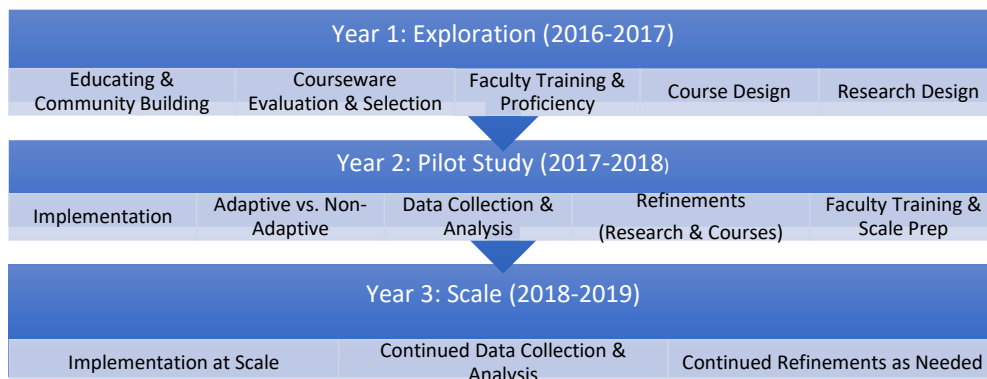 Year 1: Exploration (2016-2017)
Educating &
Community Building
Courseware
Evaluation & Selection
Faculty Training &
Proficiency
Course Design
Research Design
Year 2: Pilot Study (2017-2018)
Implementation
Adaptive vs. Non-
Adaptive
Data Collection &
Analysis
Refinements
(Research & Courses)
Faculty Training &
Scale Prep
Year 3: Scale (2018-2019)
Implementation at Scale
Continued Data Collection &
Analysis
Continued Refinements as Needed